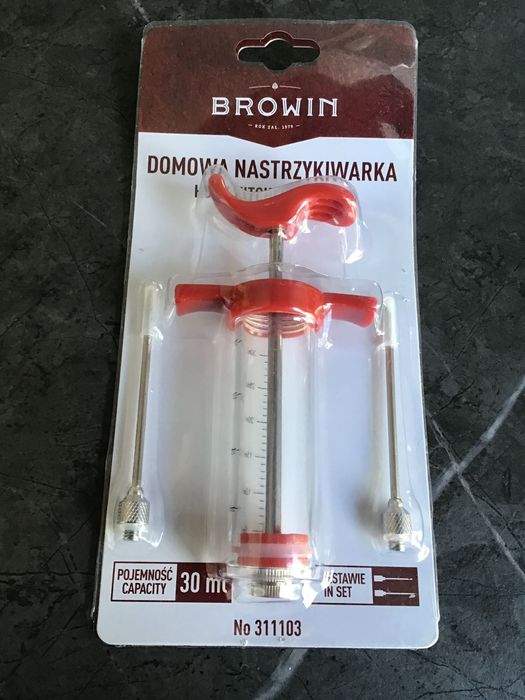 BROWIN
ROK ZAŁ. 1979
DOMOWA NASTRZYKIWARKA
POJEMNOŚĆ
CAPACITY
30 ml
IN SET
No 311103